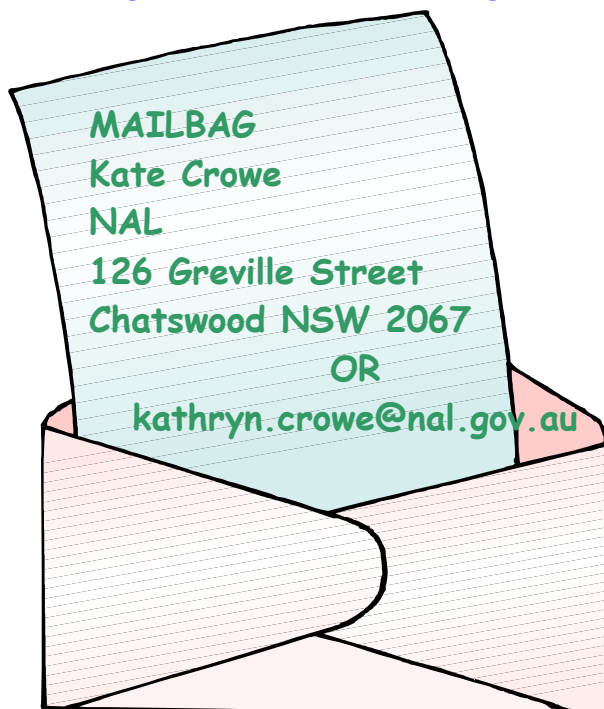 MAILBAG
Kate Crowe
NAL
126 Greville Street
Chatswood NSW 2067
OR
kathryn.crowe@nal.gov.au